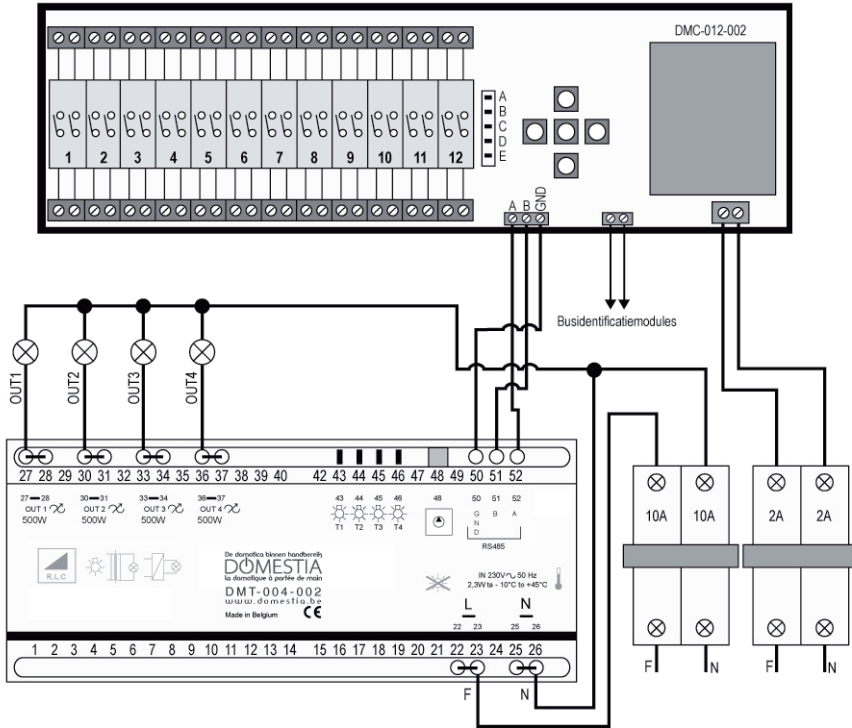 DMC-012-002
A
B
C
D
E
1 2 3 4 5 6 7 8 9 10 11 12
A B GND
Busidentificatiemodules
OUT1 OUT2 OUT3 OUT4
27 28 29 30 31 32 33 34 35 36 37 38 39 40 42 43 44 45 46 47 48 49 50 51 52
27 28 30 31 33 34 36 37 43 44 45 46 48 50 51 52
OUT 1 OUT 2 OUT 3 OUT 4 T1 T2 T3 T4 GND B A
500W 500W 500W 500W
RS485
10A 10A 2A 2A
De domotica binnen handbereik
DOMESTIA
la domotique à portée de main
DMT-004-002
www.domestia.be
Made in Belgium CE
R.L.C
IN 230V 50 Hz
2,3W ta - 10°C to +45°C
L N
22 23 25 26
1 2 3 4 5 6 7 8 9 10 11 12 13 14 15 16 17 18 19 20 21 22 23 24 25 26
F N
F N F N